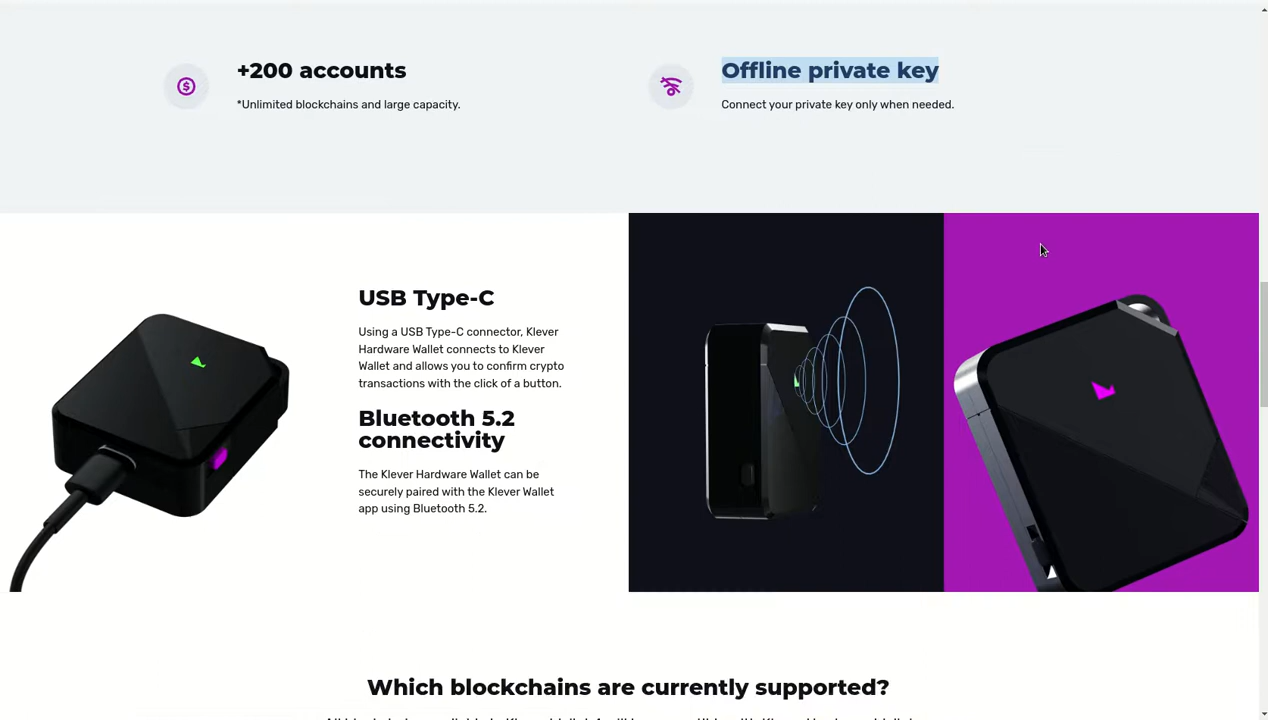 +200 accounts
*Unlimited blockchains and large capacity.
Offline private key
Connect your private key only when needed.
USB Type-C
Using a USB Type-C connector, Klever
Hardware Wallet connects to Klever
Wallet and allows you to confirm crypto
transactions with the click of a button.
Bluetooth 5.2
connectivity
The Klever Hardware Wallet can be
securely paired with the Klever Wallet
app using Bluetooth 5.2.
Which blockchains are currently supported?